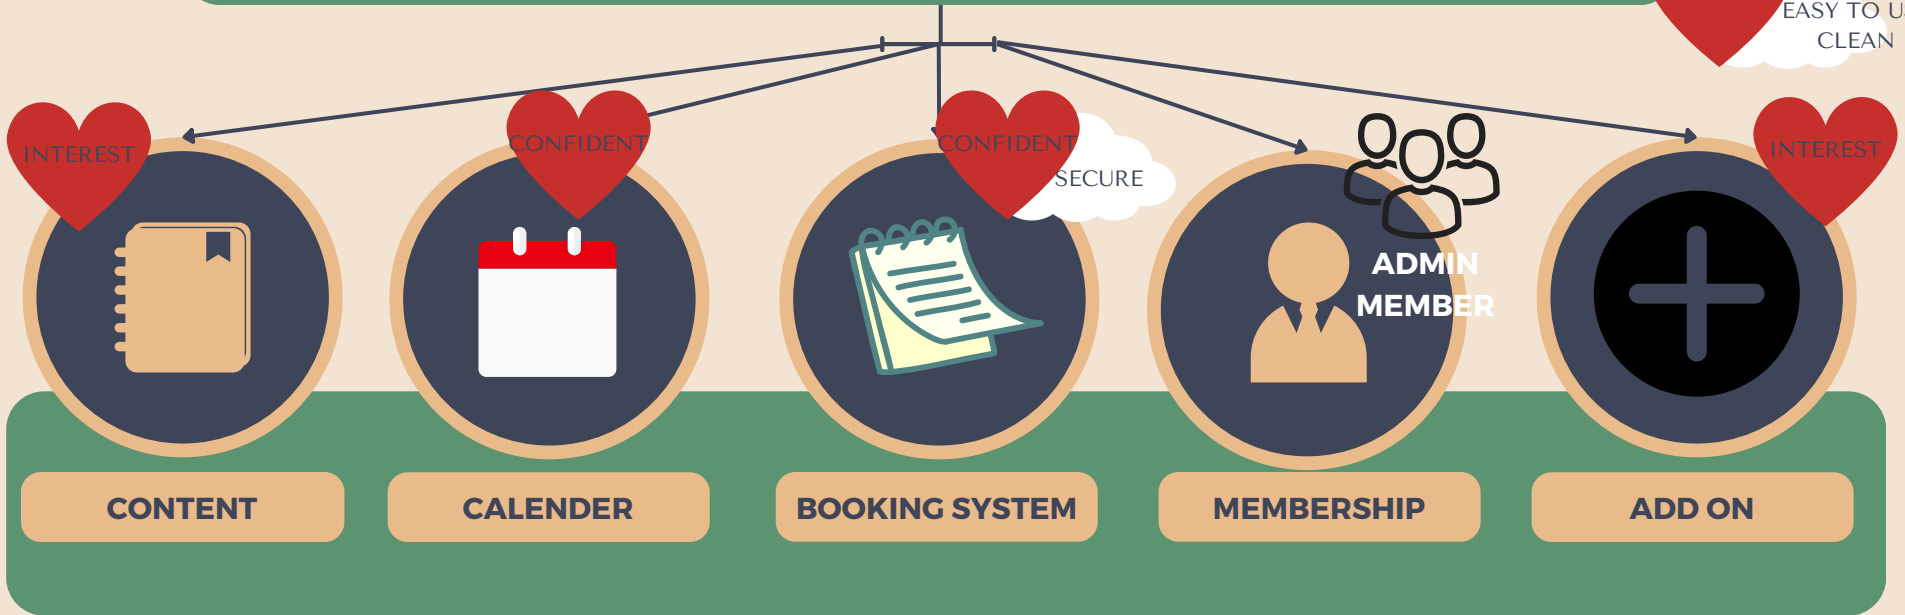 EASY TO U
CLEAN
INTEREST
CONFIDENT
CONFIDENT
SECURE
INTEREST
ADMIN
MEMBER
CONTENT
CALENDER
BOOKING SYSTEM
MEMBERSHIP
ADD ON